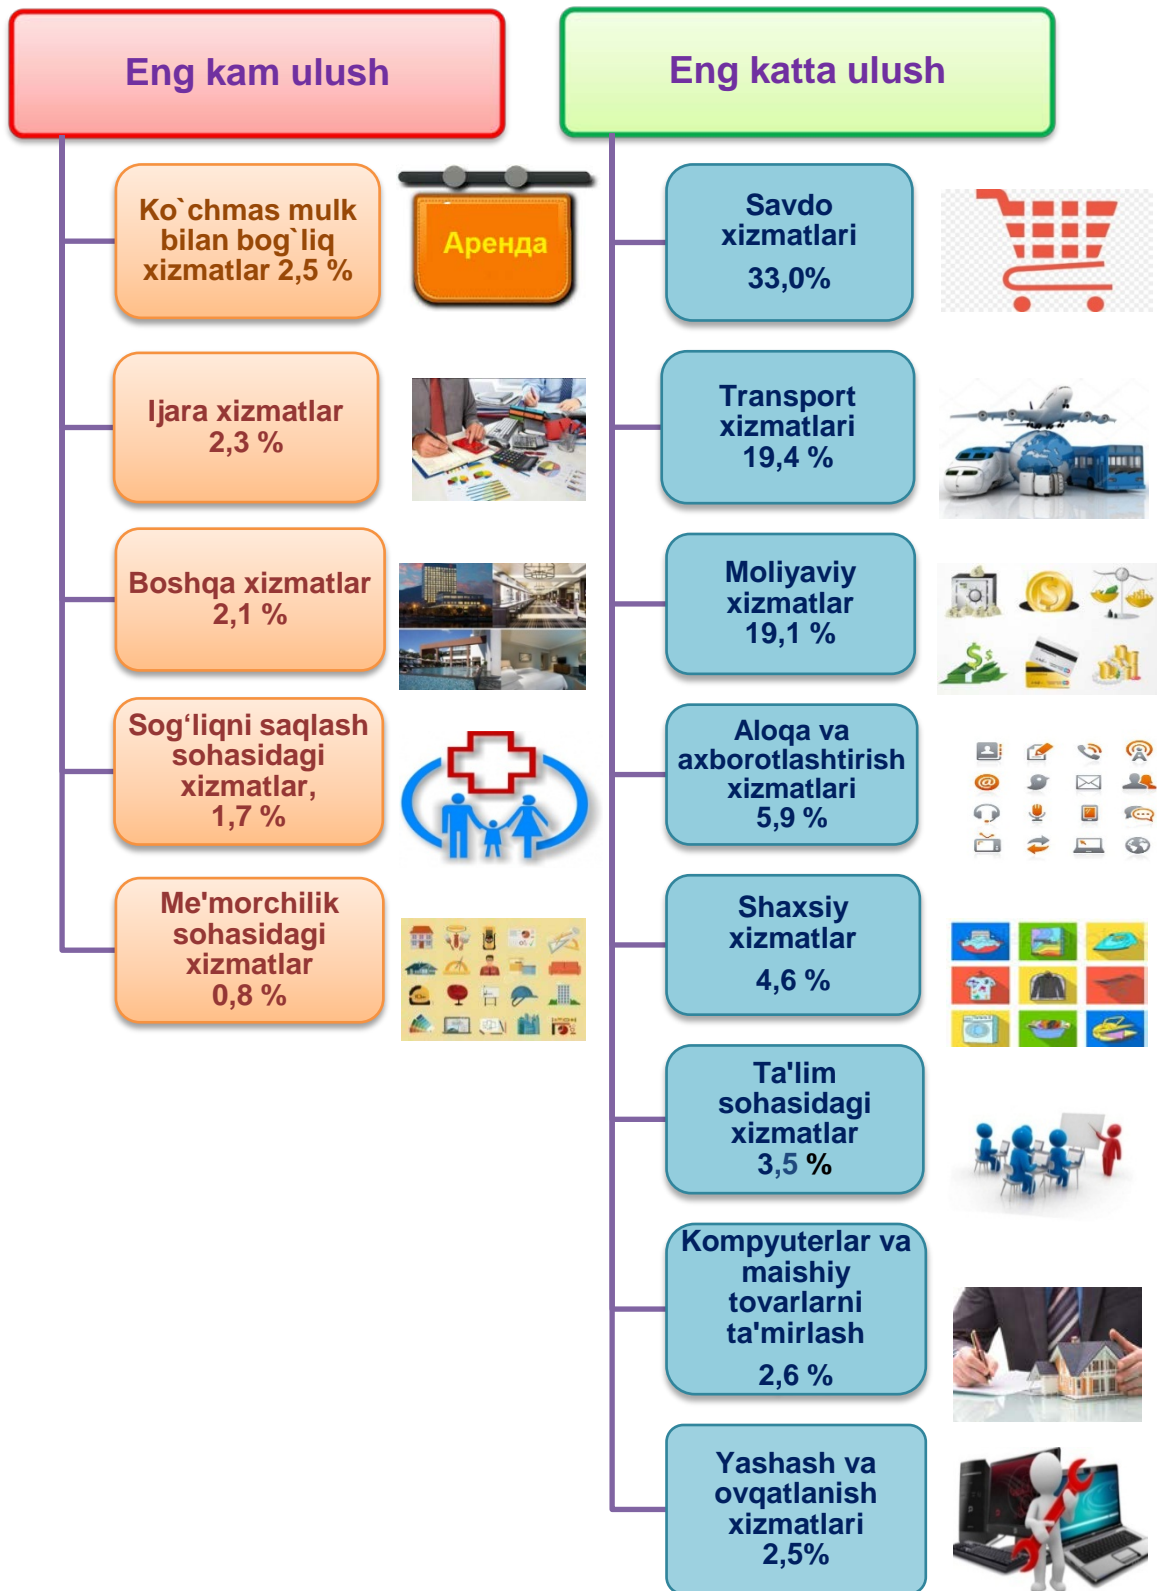 Eng kam ulush
Ko`chmas mulk
bilan bog`liq
xizmatlar 2,5 %
Аренда
Ijara xizmatlar
2,3 %
Boshqa xizmatlar
2,1 %
Sog‘liqni saqlash
sohasidagi
xizmatlar,
1,7 %
Me'morchilik
sohasidagi
xizmatlar
0,8 %
Eng katta ulush
Savdo
xizmatlari
33,0%
Transport
xizmatlari
19,4 %
Moliyaviy
xizmatlar
19,1 %
Aloqa va
axborotlashtirish
xizmatlari
5,9 %
Shaxsiy
xizmatlar
4,6 %
Ta'lim
sohasidagi
xizmatlar
3,5 %
Kompyuterlar va
maishiy
tovarlarni
ta'mirlash
2,6 %
Yashash va
ovqatlanish
xizmatlari
2,5%